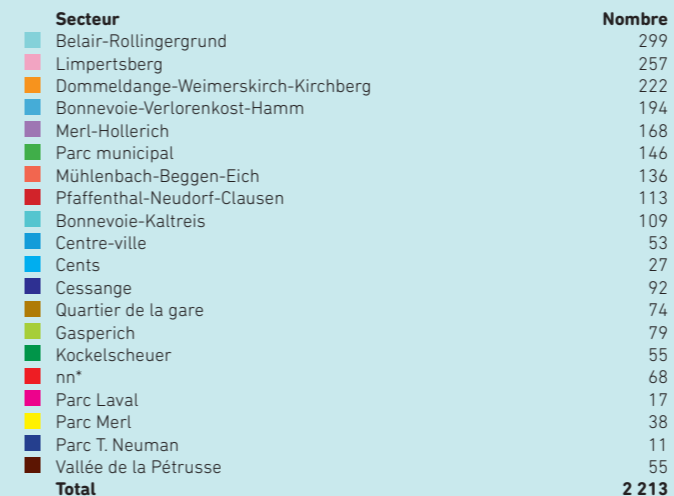 Secteur Nombre
Belair-Rollingergrund 299
Limpertsberg 257
Dommeldange-Weimerskirch-Kirchberg 222
Bonnevoie-Verlorenkost-Hamm 194
Merl-Hollerich 168
Parc municipal 146
Mühlenbach-Beggen-Eich 136
Pfaffenthal-Neudorf-Clausen 113
Bonnevoie-Kaltreis 109
Centre-ville 53
Cents 27
Cessange 92
Quartier de la gare 74
Gasperich 79
Kockelscheuer 55
nn* 68
Parc Laval 17
Parc Merl 38
Parc T. Neuman 11
Vallée de la Pétrusse 55
Total 2 213